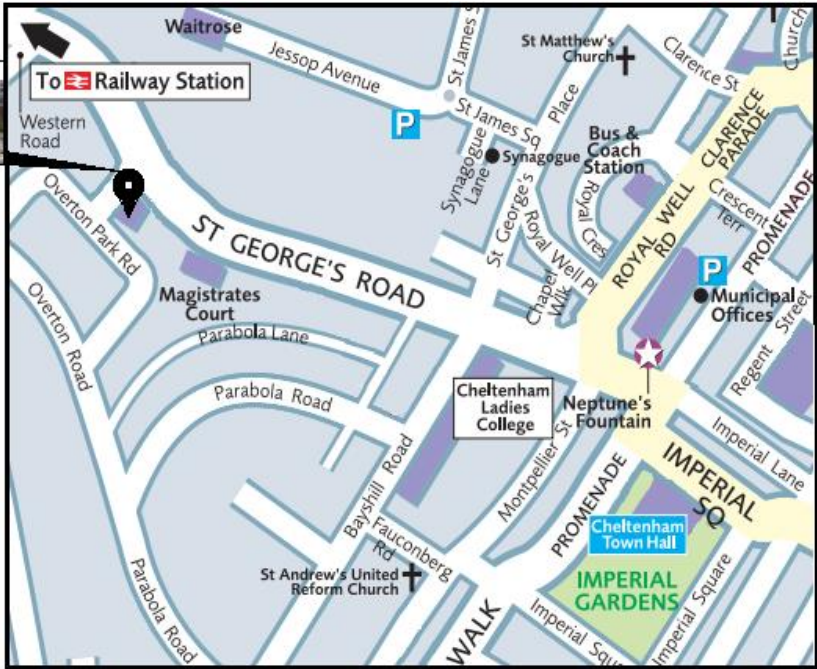 Waitrose
Jessop Avenue
St James S
St Matthew's
Church
Clarence St
Church
To Railway Station
Western
Road
P
St James Sq
Place
Synagogue
Synagogue
Lane
Bus &
Coach
Station
CLARENCE
PARADE
Royal Cres
Crescent
Terr
PROMENADE
Overton Park Rd
ST GEORGE'S ROAD
St George's
Royal Well Pl
ROYAL WELL
RD
P
Municipal
Offices
Chapel
Wlk
Magistrates
Court
Overton Road
Parabola Lane
Regent Street
Parabola Road
Cheltenham
Ladies
College
Neptune's
Fountain
Imperial Lane
Montpellier St
IMPERIAL
SQ
Bayshill Road
PROMENADE
Cheltenham
Town Hall
Fauconberg
Rd
St Andrew's United
Reform Church
IMPERIAL
GARDENS
Parabola Road
WALK
Imperial Squ
Imperial Square